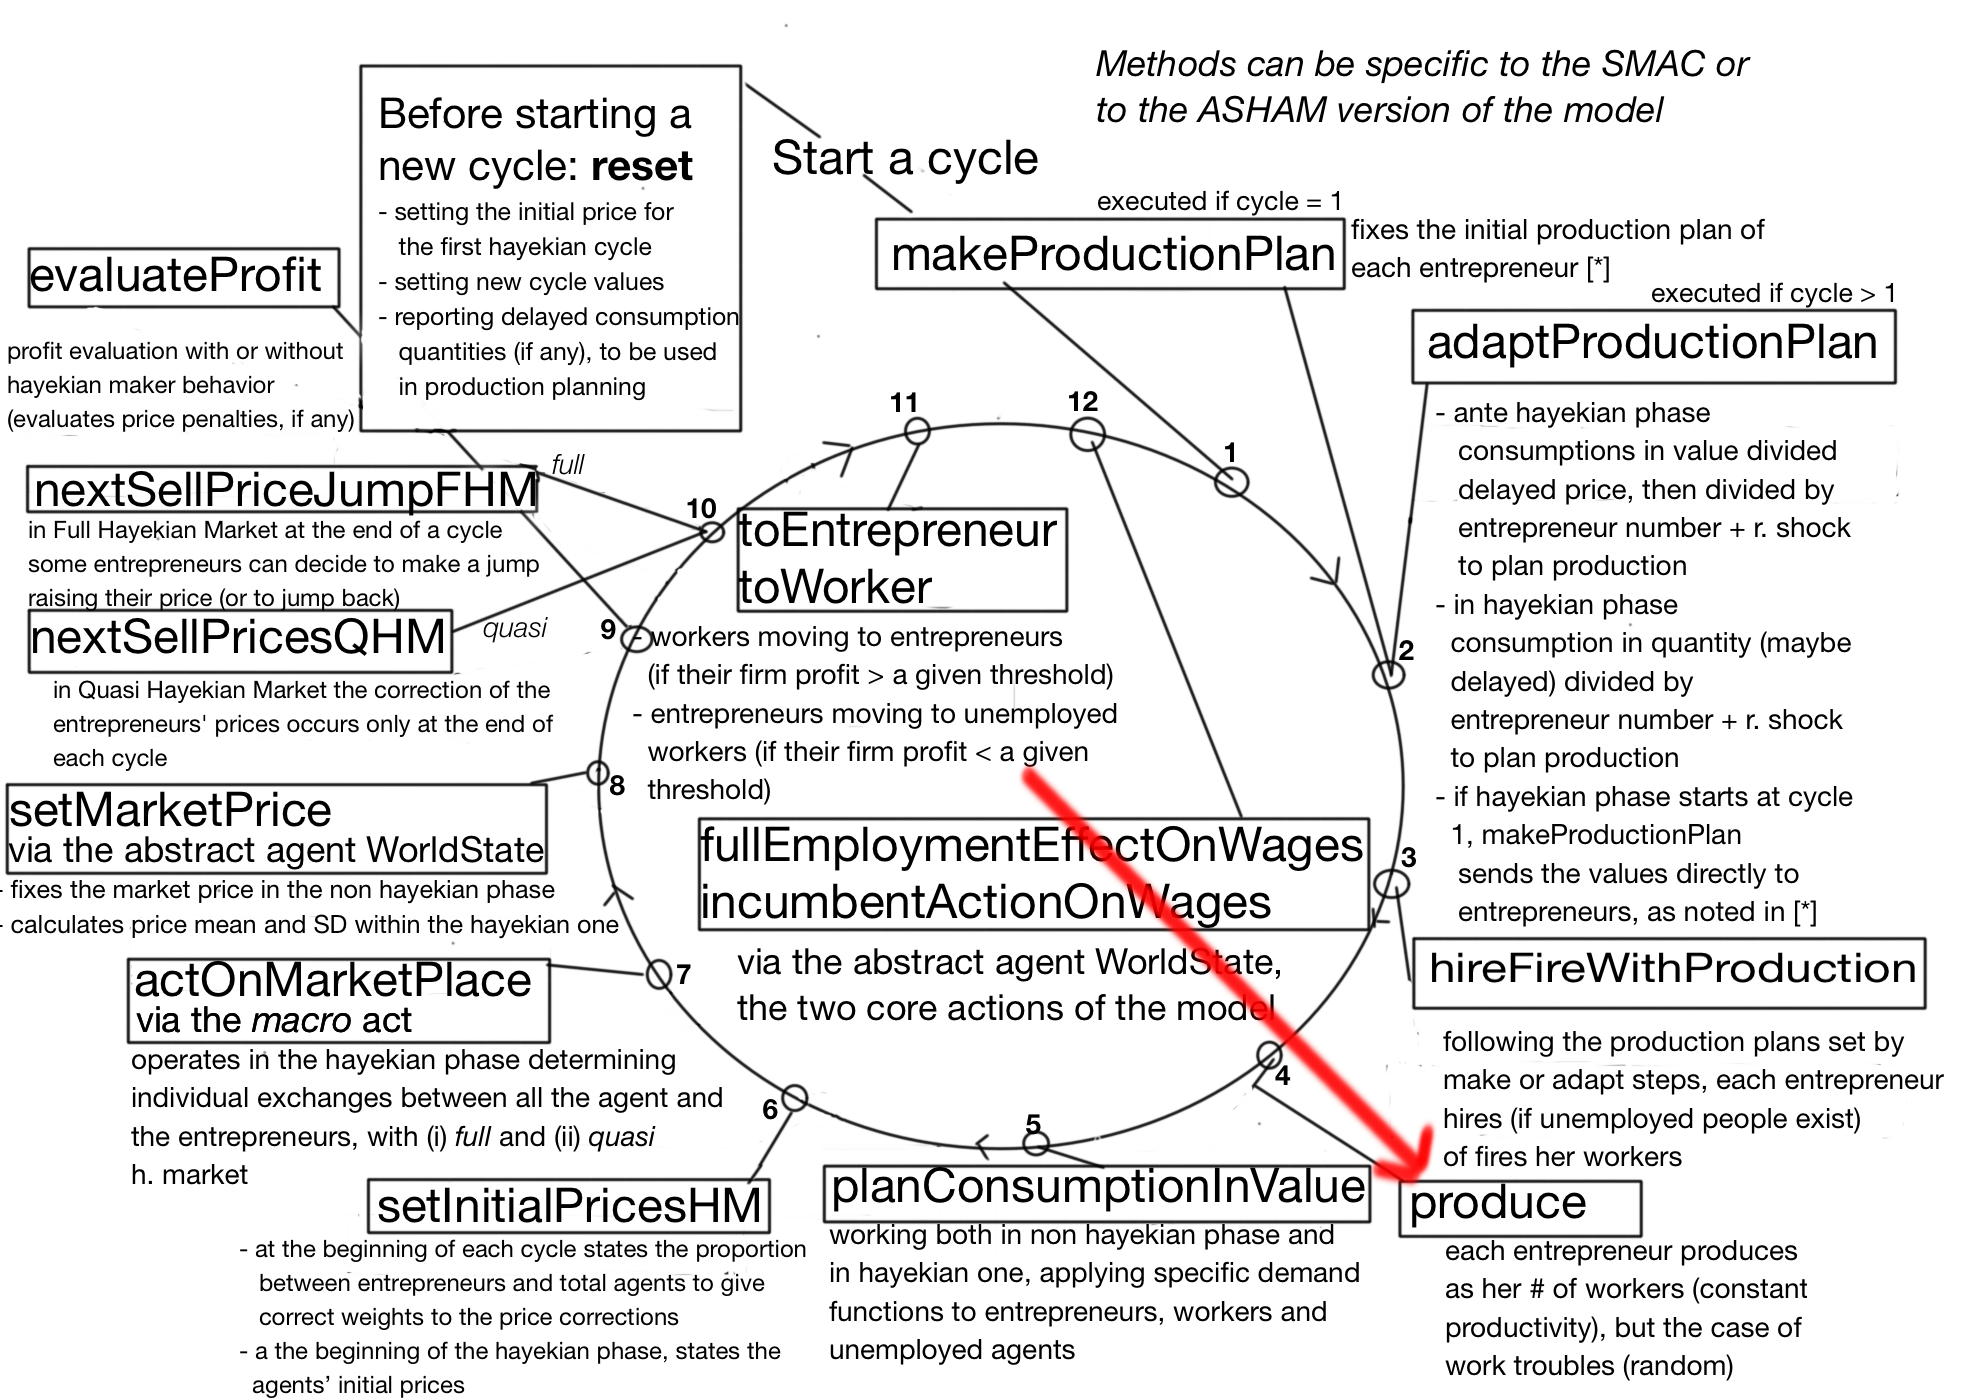 Methods can be specific to the SMAC or
to the ASHAM version of the model
Before starting a
new cycle: reset
- setting the initial price for
the first hayekian cycle
- setting new cycle values
- reporting delayed consumption
quantities (if any), to be used
in production planning
Start a cycle
executed if cycle = 1
makeProductionPlan
fixes the initial production plan of
each entrepreneur [*]
executed if cycle > 1
adaptProductionPlan
- ante hayekian phase
consumptions in value divided
delayed price, then divided by
entrepreneur number + r. shock
to plan production
- in hayekian phase
consumption in quantity (maybe
delayed) divided by
entrepreneur number + r. shock
to plan production
- if hayekian phase starts at cycle
1, makeProductionPlan
sends the values directly to
entrepreneurs, as noted in [*]
evaluateProfit
profit evaluation with or without
hayekian maker behavior
(evaluates price penalties, if any)
11
12
1
10
2
9
3
8
4
7
5
6
full
nextSellPriceJumpFHM
in Full Hayekian Market at the end of a cycle
some entrepreneurs can decide to make a jump
raising their price (or to jump back)
nextSellPricesQHM
quasi
in Quasi Hayekian Market the correction of the
entrepreneurs' prices occurs only at the end of
each cycle
toEntrepreneur
toWorker
- workers moving to entrepreneurs
(if their firm profit > a given threshold)
- entrepreneurs moving to unemployed
workers (if their firm profit < a given
threshold)
setMarketPrice
via the abstract agent WorldState
- fixes the market price in the non hayekian phase
- calculates price mean and SD within the hayekian one
fullEmploymentEffectOnWages
incumbentActionOnWages
via the abstract agent WorldState,
the two core actions of the model
hireFireWithProduction
following the production plans set by
make or adapt steps, each entrepreneur
hires (if unemployed people exist)
of fires her workers
actOnMarketPlace
via the macro act
operates in the hayekian phase determining
individual exchanges between all the agent and
the entrepreneurs, with (i) full and (ii) quasi
h. market
setInitialPricesHM
- at the beginning of each cycle states the proportion
between entrepreneurs and total agents to give
correct weights to the price corrections
- a the beginning of the hayekian phase, states the
agents’ initial prices
planConsumptionInValue
working both in non hayekian phase and
in hayekian one, applying specific demand
functions to entrepreneurs, workers and
unemployed agents
produce
each entrepreneur produces
as her # of workers (constant
productivity), but the case of
work troubles (random)